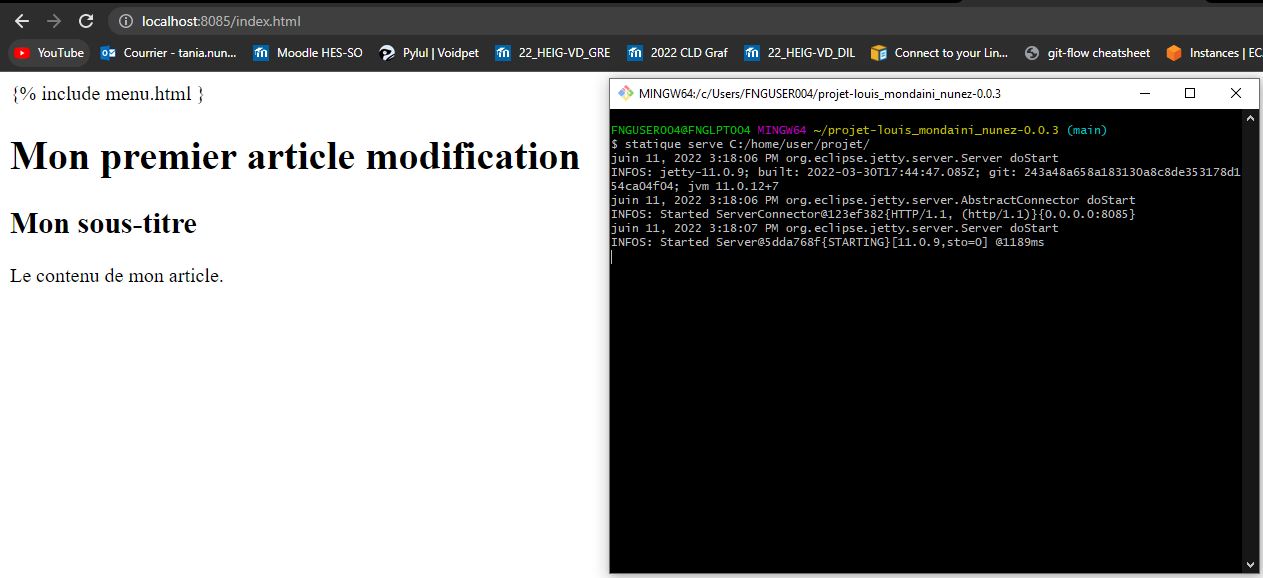 localhost:8085/index.html
YouTube Courrier - tania.nun... Moodle HES-SO Pylul | Voidpet 22_HEIG-VD_GRE 2022 CLD Graf 22_HEIG-VD_DIL Connect to your Lin... git-flow cheatsheet Instances | EC
{% include menu.html }
Mon premier article modification
Mon sous-titre
Le contenu de mon article.
MINGW64:/c/Users/FNGUSER004/projet-louis_mondaini_nunez-0.0.3
FNGUSER004@FNGLPT004 MINGW64 ~/projet-louis_mondaini_nunez-0.0.3 (main)
$ statique serve C:/home/user/projet/
juin 11, 2022 3:18:06 PM org.eclipse.jetty.server.Server doStart
INFOS: jetty-11.0.9; built: 2022-03-30T17:44:47.085Z; git: 243a48a658a183130a8c8de353178d1
54ca04f04; jvm 11.0.12+7
juin 11, 2022 3:18:06 PM org.eclipse.jetty.server.AbstractConnector doStart
INFOS: Started ServerConnector@123ef382{HTTP/1.1, (http/1.1)}{0.0.0.0:8085}
juin 11, 2022 3:18:07 PM org.eclipse.jetty.server.Server doStart
INFOS: Started Server@5dda768f{STARTING}[11.0.9,sto=0] @1189ms